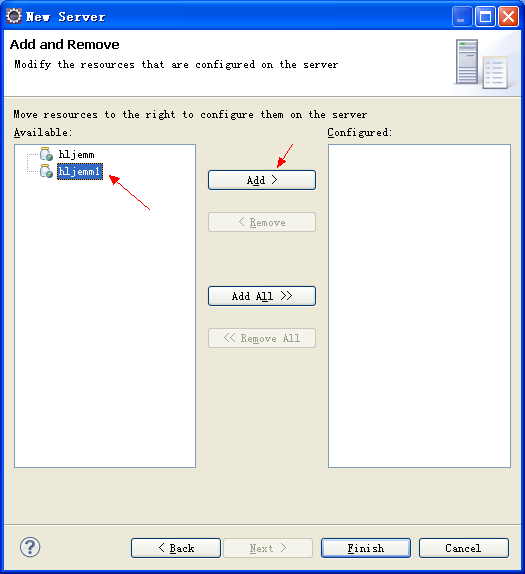 New Server
Add and Remove
Modify the resources that are configured on the server
Move resources to the right to configure them on the server
Available:
Configured:
hljemm
hljemm1
Add >
< Remove
Add All >>
<< Remove All
?
< Back
Next >
Finish
Cancel